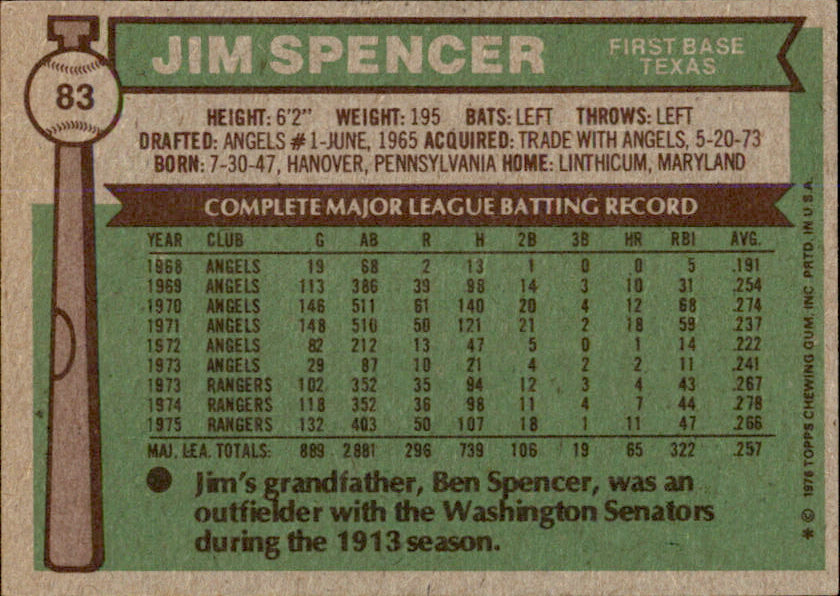 83
JIM SPENCER
FIRST BASE
TEXAS
HEIGHT: 6'2" WEIGHT: 195 BATS: LEFT THROWS: LEFT
DRAFTED: ANGELS #1-JUNE, 1965 ACQUIRED: TRADE WITH ANGELS, 5-20-73
BORN: 7-30-47, HANOVER, PENNSYLVANIA HOME: LINTHICUM, MARYLAND
COMPLETE MAJOR LEAGUE BATTING RECORD
YEAR CLUB G AB R H 2B 3B HR RBI AVG.
1968 ANGELS 19 68 2 13 1 0 0 5 .191
1969 ANGELS 113 386 39 98 14 3 10 31 .254
1970 ANGELS 146 511 61 140 20 4 12 68 .274
1971 ANGELS 148 510 50 121 21 2 18 59 .237
1972 ANGELS 82 212 13 47 5 0 1 14 .222
1973 ANGELS 29 87 10 21 4 2 2 11 .241
1973 RANGERS 102 352 35 94 12 3 4 43 .267
1974 RANGERS 118 352 36 98 11 4 7 44 .278
1975 RANGERS 132 403 50 107 18 1 11 47 .266
MAJ. LEA. TOTALS: 889 2881 296 739 106 19 65 322 .257
Jim's grandfather, Ben Spencer, was an
outfielder with the Washington Senators
during the 1913 season.
* © 1976 TOPPS CHEWING GUM, INC. PRTD. IN U.S.A.